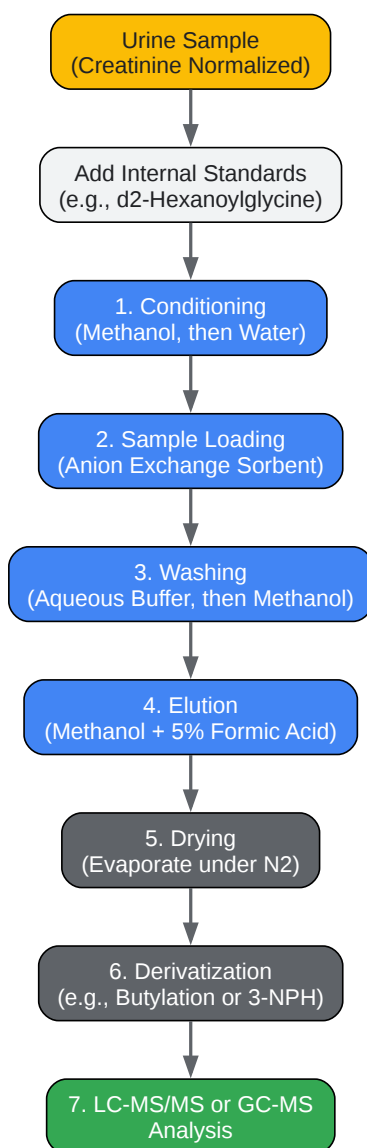 Urine Sample
(Creatinine Normalized)
Add Internal Standards
(e.g., d2-Hexanoylglycine)
1. Conditioning
(Methanol, then Water)
2. Sample Loading
(Anion Exchange Sorbent)
3. Washing
(Aqueous Buffer, then Methanol)
4. Elution
(Methanol + 5% Formic Acid)
5. Drying
(Evaporate under N2)
6. Derivatization
(e.g., Butylation or 3-NPH)
7. LC-MS/MS or GC-MS
Analysis